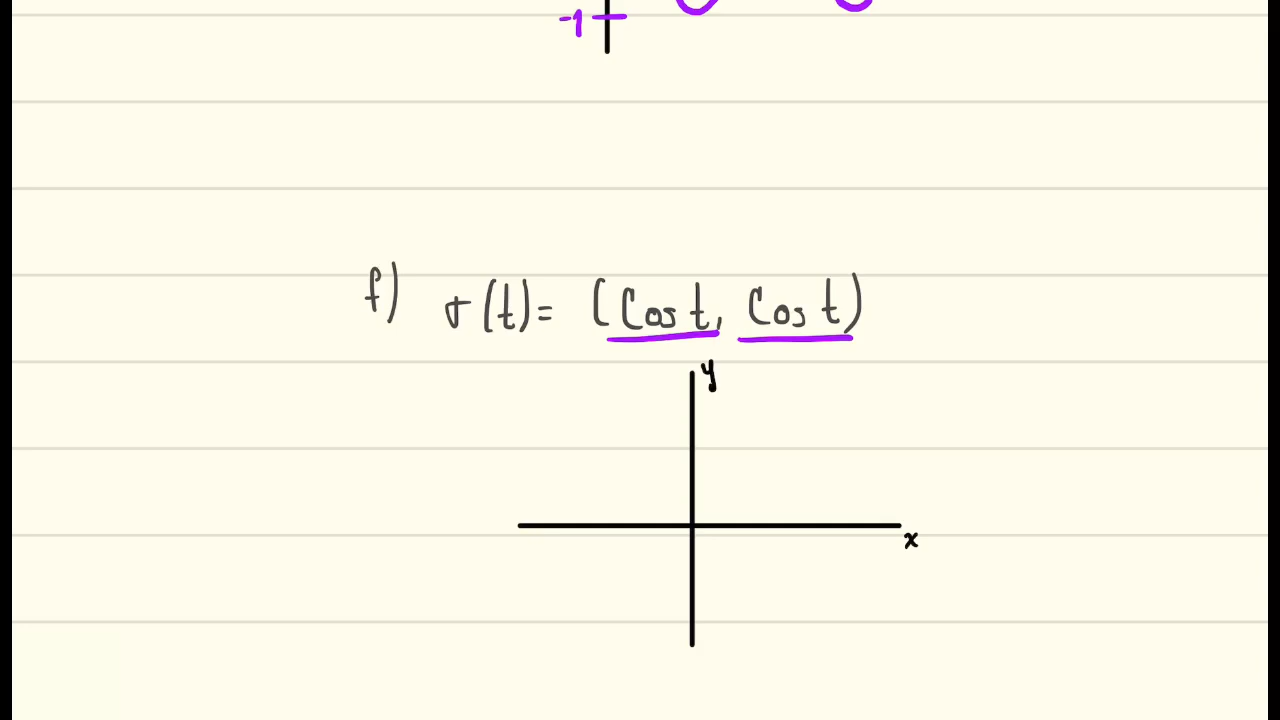 -1
f) σ(t)= (Cos t, Cos t)
y
x